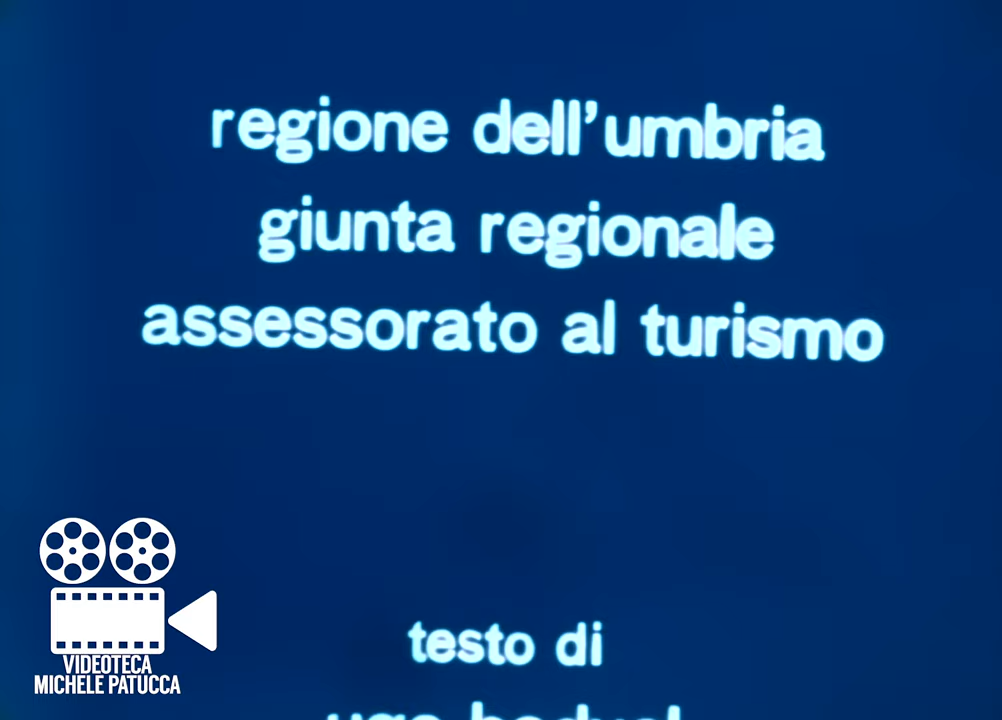 regione dell'umbria
giunta regionale
assessorato al turismo
testo di
VIDEOTECA
MICHELE PATUCCA